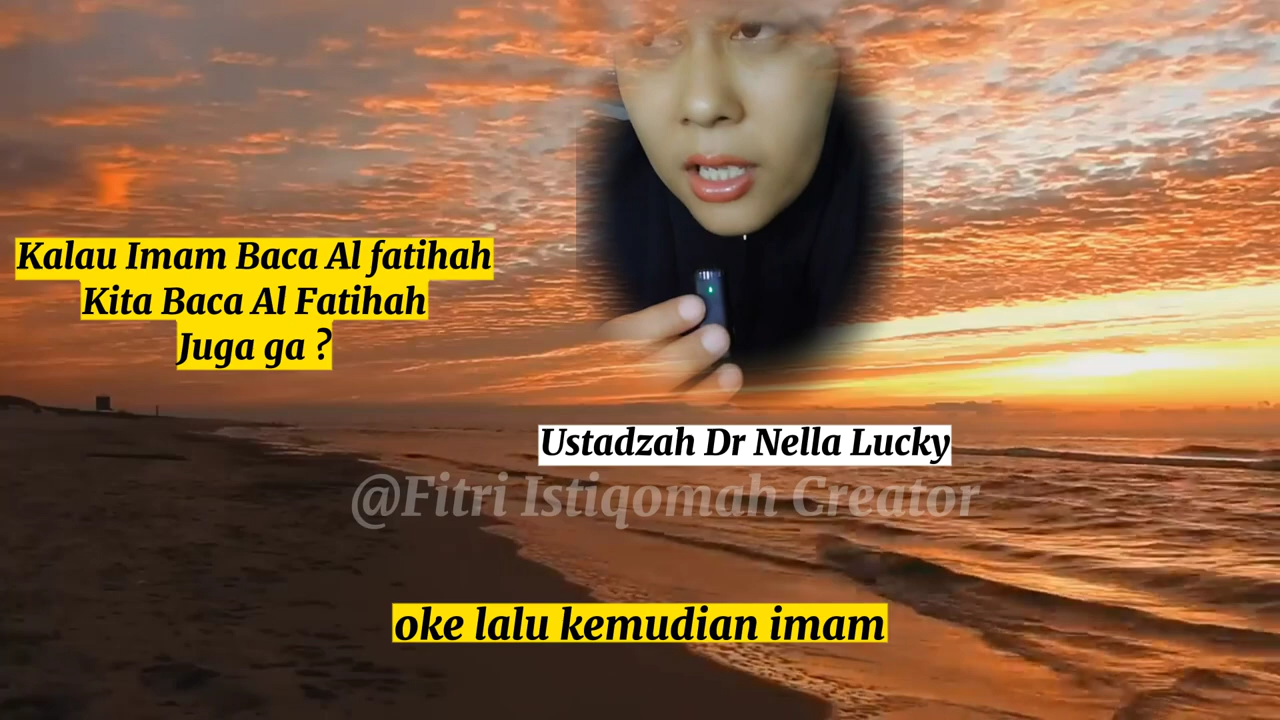 Kalau Imam Baca Al fatihah
Kita Baca Al Fatihah
Juga ga ?
Ustadzah Dr Nella Lucky
@Fitri Istiqomah Creator
oke lalu kemudian imam